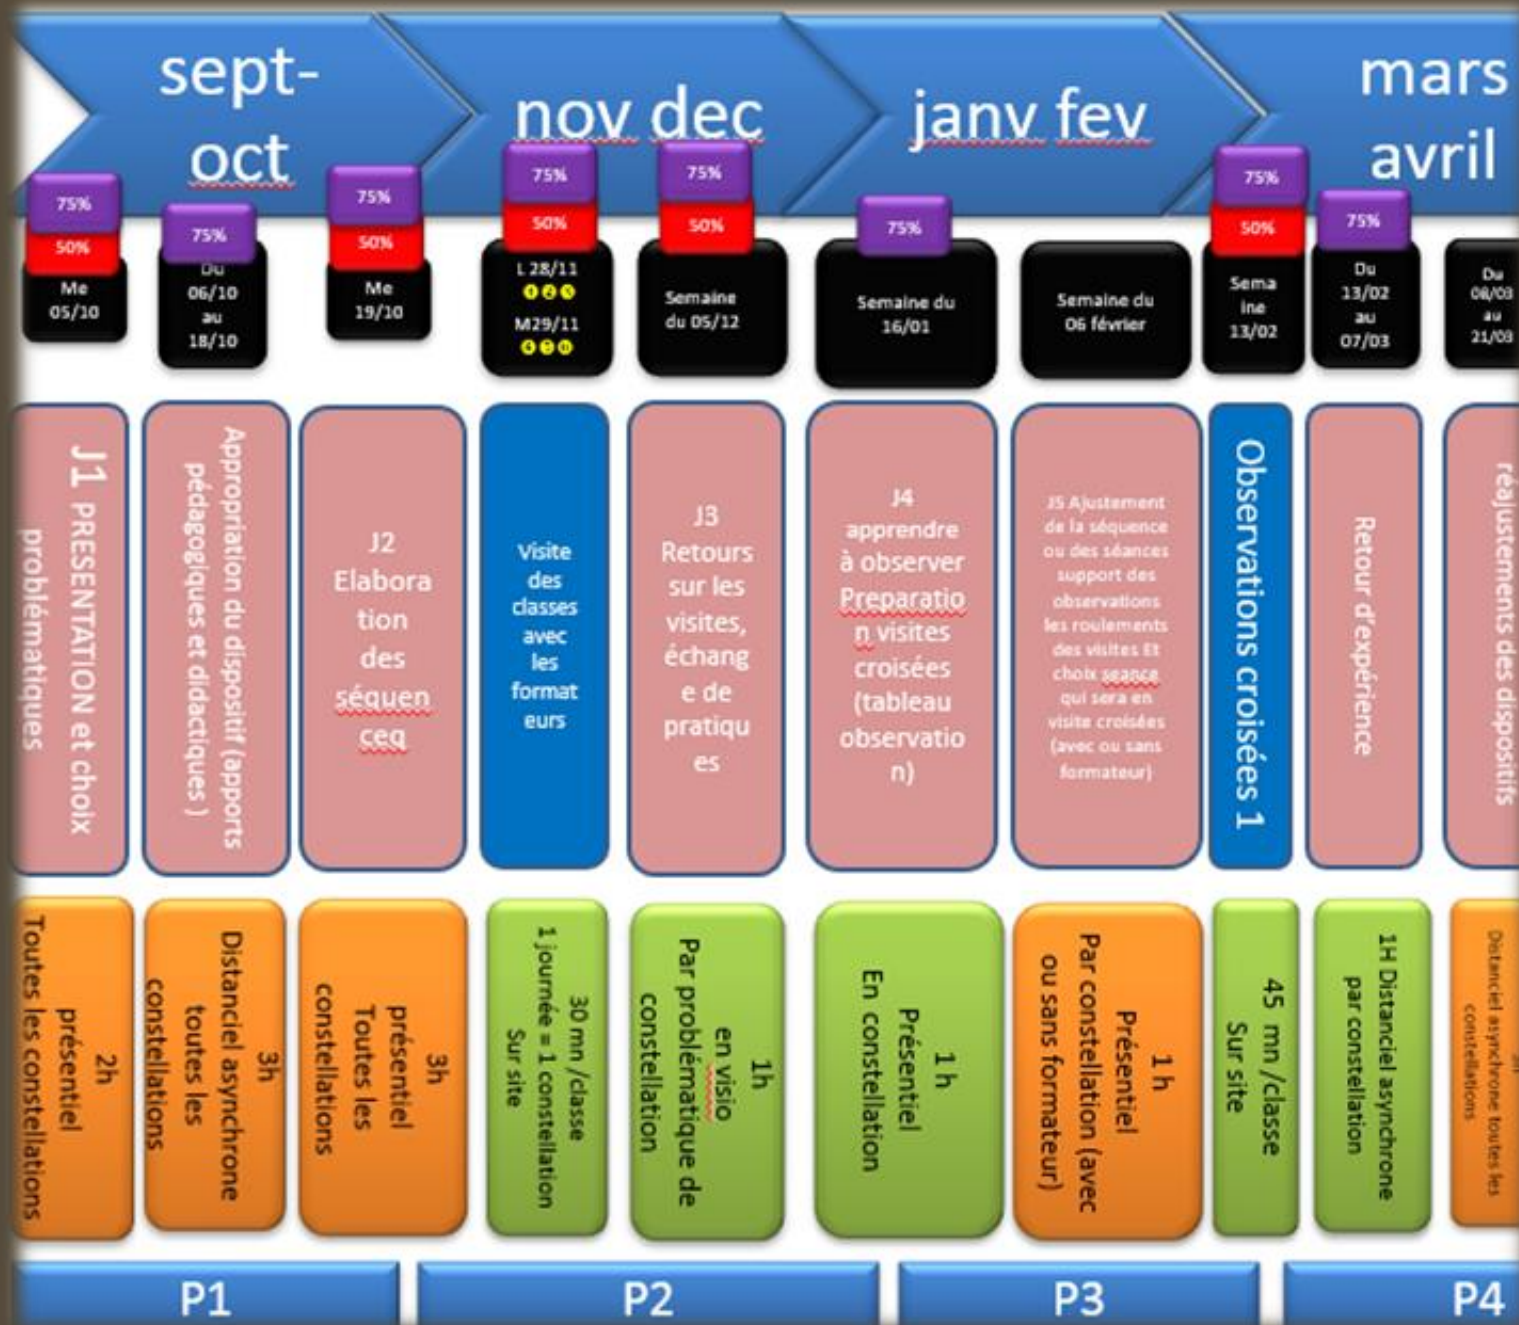 sept-
oct
nov dec
janv fev
mars
avril
75%
50%
Me
05/10
75%
Du
06/10
au
18/10
75%
50%
Me
19/10
75%
50%
L 28/11
❶❷❸
M29/11
75%
50%
Semaine
du 05/12
75%
Semaine du
16/01
Semaine du
06 février
75%
50%
Sema
ine
13/02
75%
Du
13/02
au
07/03
Du
08/03
au
21/03
J1 PRESENTATION et choix
problématiques
Appropriation du dispositif (apports
pédagogiques et didactiques )
J2
Elabora
tion
des
séquen
ceq
Visite
des
classes
avec
les
format
eurs
J3
Retours
sur les
visites,
échang
e de
pratiqu
es
J4
apprendre
à observer
Preparatio
n visites
croisées
(tableau
observatio
n)
J5 Ajustement
de la séquence
ou des séances
support des
observations
les roulements
des visites Et
choix seance
qui sera en
visite croisées
(avec ou sans
formateur)
Observations croisées 1
Retour d'expérience
réajustements des dispositifs
2h
présentiel
Toutes les constellations
3h
Distanciel asynchrone
toutes les
constellations
3h
présentiel
Toutes les
constellations
30 mn /classe
1 journée = 1 constellation
Sur site
1h
en visio
Par problématique de
constellation
1 h
Présentiel
En constellation
1 h
Présentiel
Par constellation (avec
ou sans formateur)
45 mn /classe
Sur site
1H Distanciel asynchrone
par constellation
Distanciel asynchrone toutes les
constellations
P1
P2
P3
P4